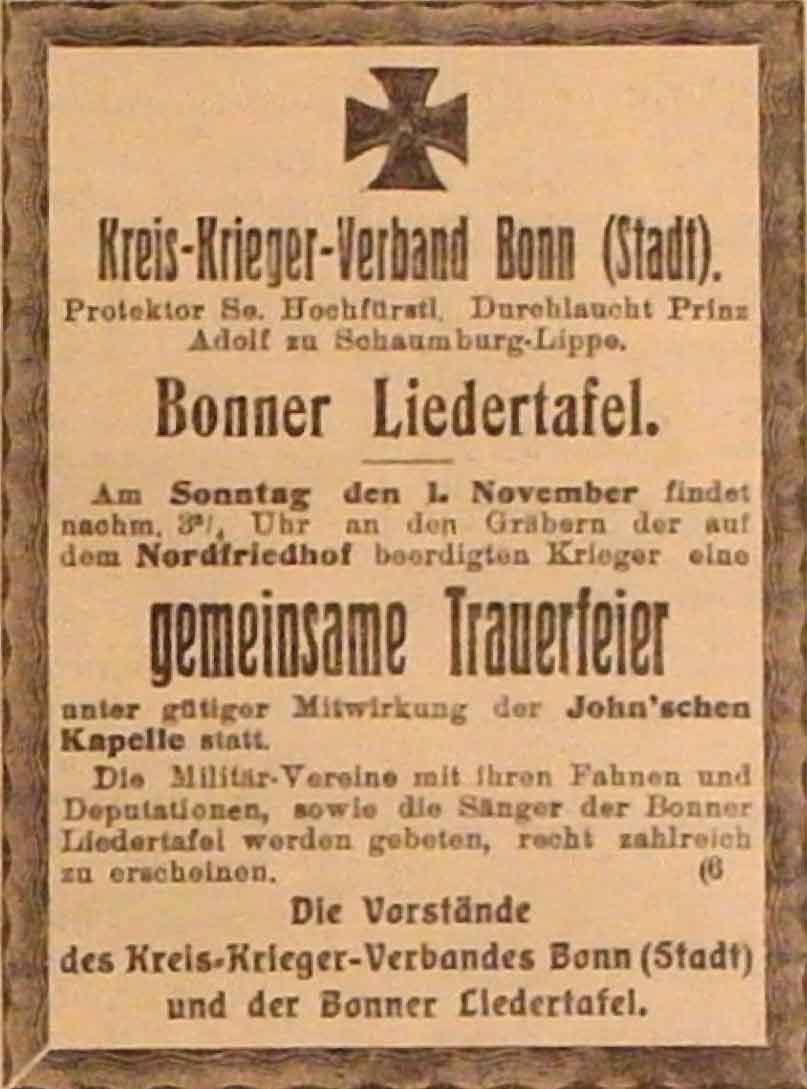 Kreis-Krieger-Verband Bonn (Stadt).
Protektor Se. Hochfürstl. Durchlaucht Prinz
Adolf zu Schaumburg-Lippe.
Bonner Liedertafel.
Am Sonntag den 1. November findet
nachm. 3¾ Uhr an den Gräbern der auf
dem Nordfriedhof beerdigten Krieger eine
gemeinsame Trauerfeier
unter gütiger Mitwirkung der John'schen
Kapelle statt.
Die Militär-Vereine mit ihren Fahnen und
Deputationen, sowie die Sänger der Bonner
Liedertafel werden gebeten, recht zahlreich
zu erscheinen. (6
Die Vorstände
des Kreis-Krieger-Verbandes Bonn (Stadt)
und der Bonner Liedertafel.